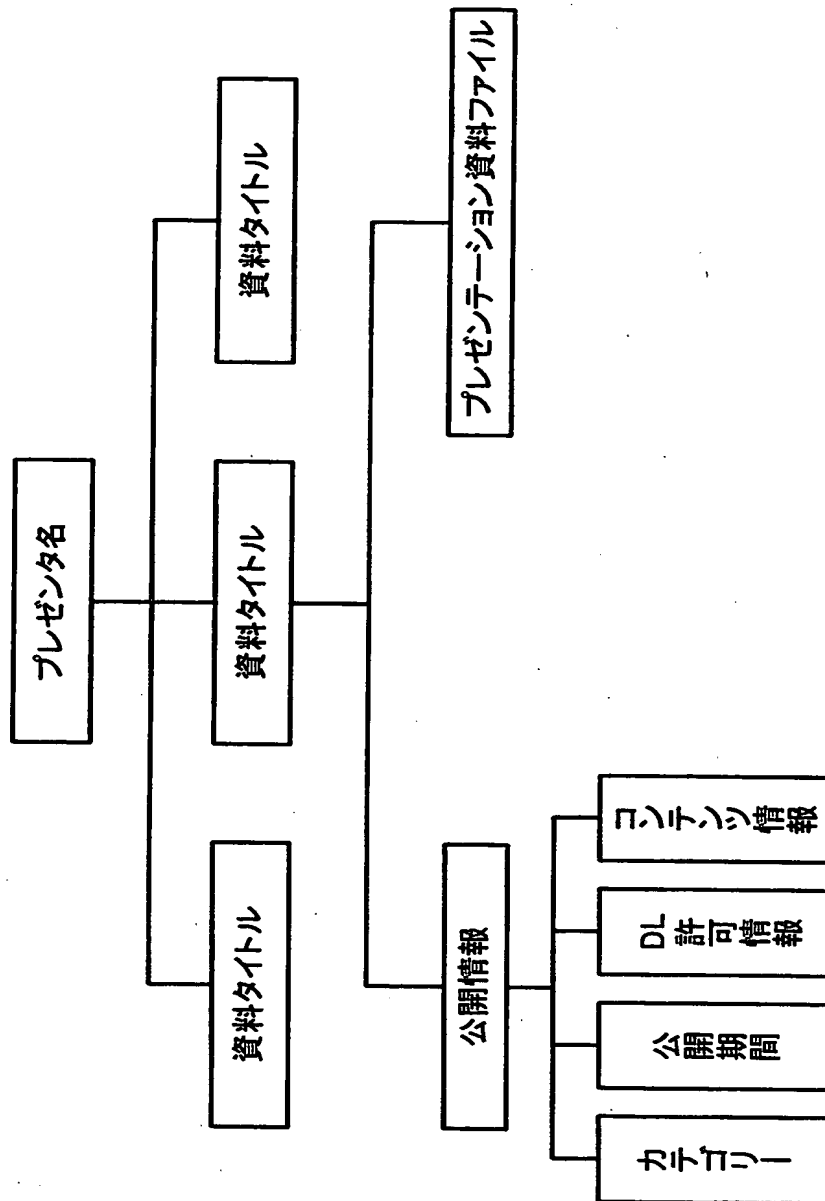 プレゼンタ名
資料タイトル
資料タイトル
資料タイトル
公開情報
プレゼンテーション資料ファイル
カテゴリー
公開期間
DL
許可情報
コンテンツ情報